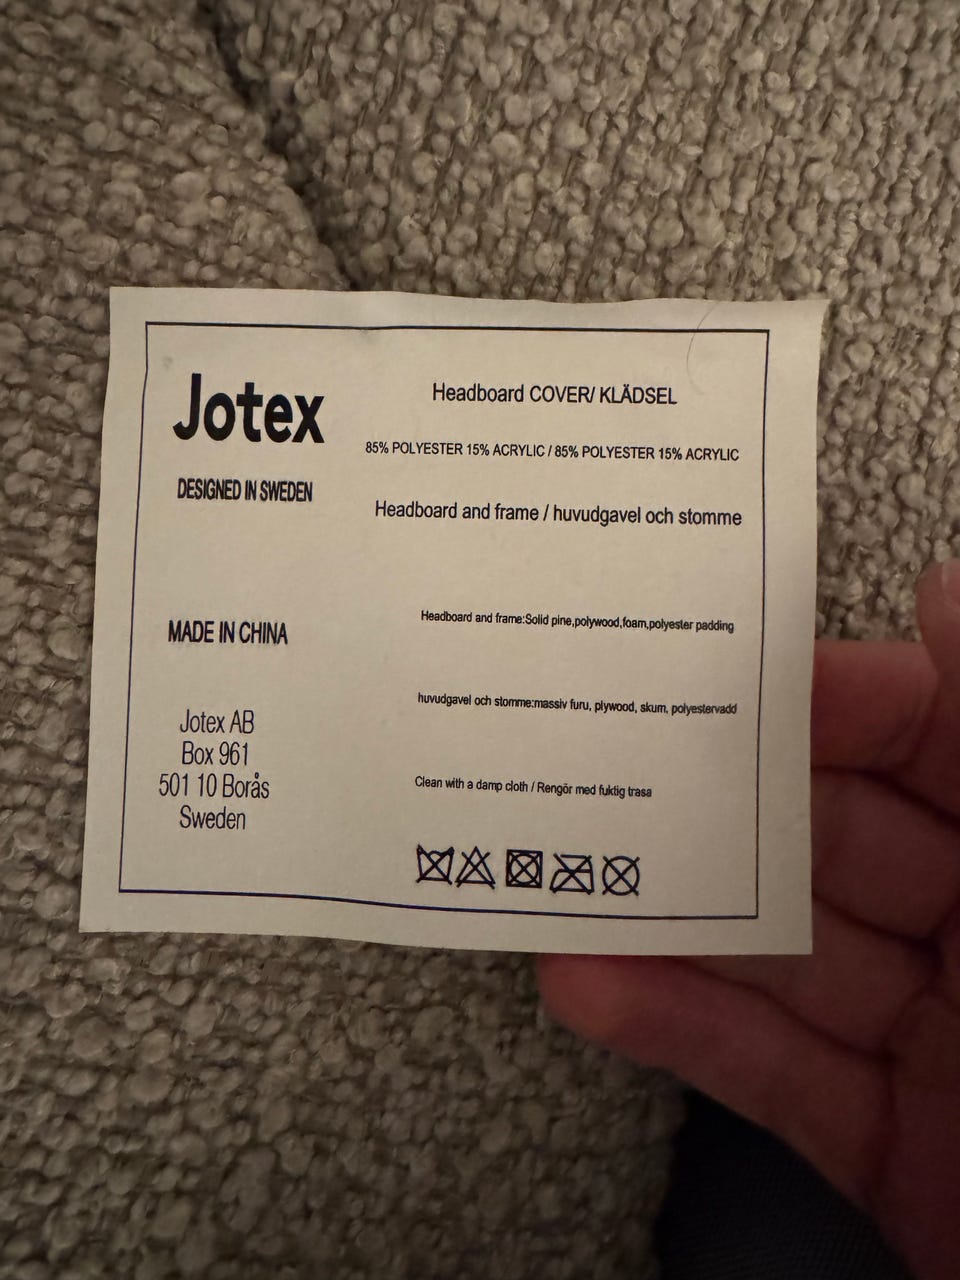 Jotex
DESIGNED IN SWEDEN
MADE IN CHINA
Jotex AB
Box 961
501 10 Borås
Sweden
Headboard COVER/ KLÄDSEL
85% POLYESTER 15% ACRYLIC / 85% POLYESTER 15% ACRYLIC
Headboard and frame / huvudgavel och stomme
Headboard and frame:Solid pine,polywood,foam,polyester padding
huvudgavel och stomme:massiv furu, plywood, skum, polyestervadd
Clean with a damp cloth / Rengör med fuktig trasa